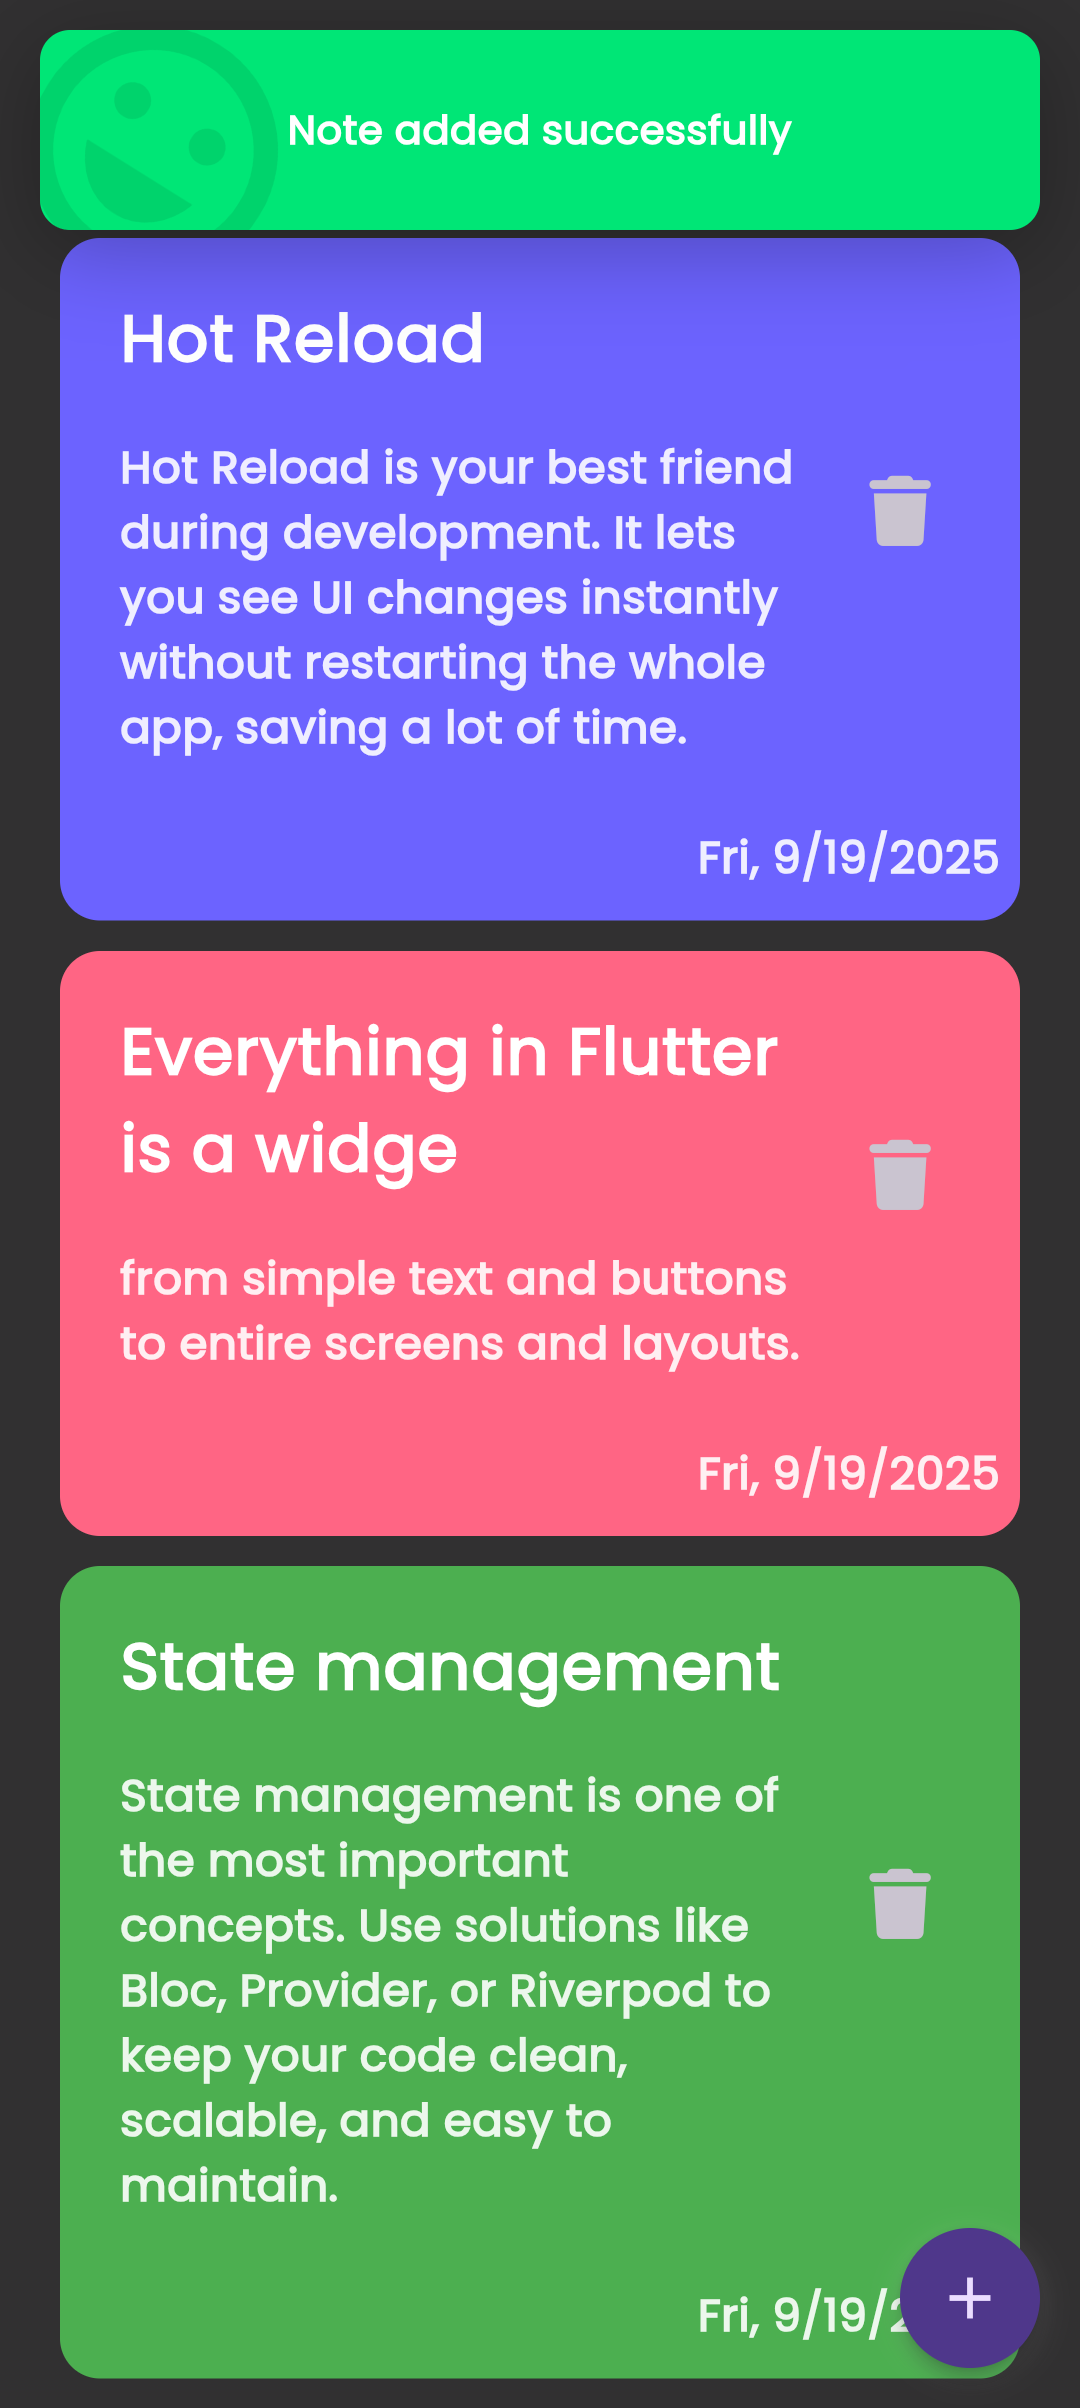 Note added successfully
Hot Reload
Hot Reload is your best friend
during development. It lets
you see UI changes instantly
without restarting the whole
app, saving a lot of time.
Fri, 9/19/2025
Everything in Flutter
is a widge
from simple text and buttons
to entire screens and layouts.
Fri, 9/19/2025
State management
State management is one of
the most important
concepts. Use solutions like
Bloc, Provider, or Riverpod to
keep your code clean,
scalable, and easy to
maintain.
Fri, 9/19/2